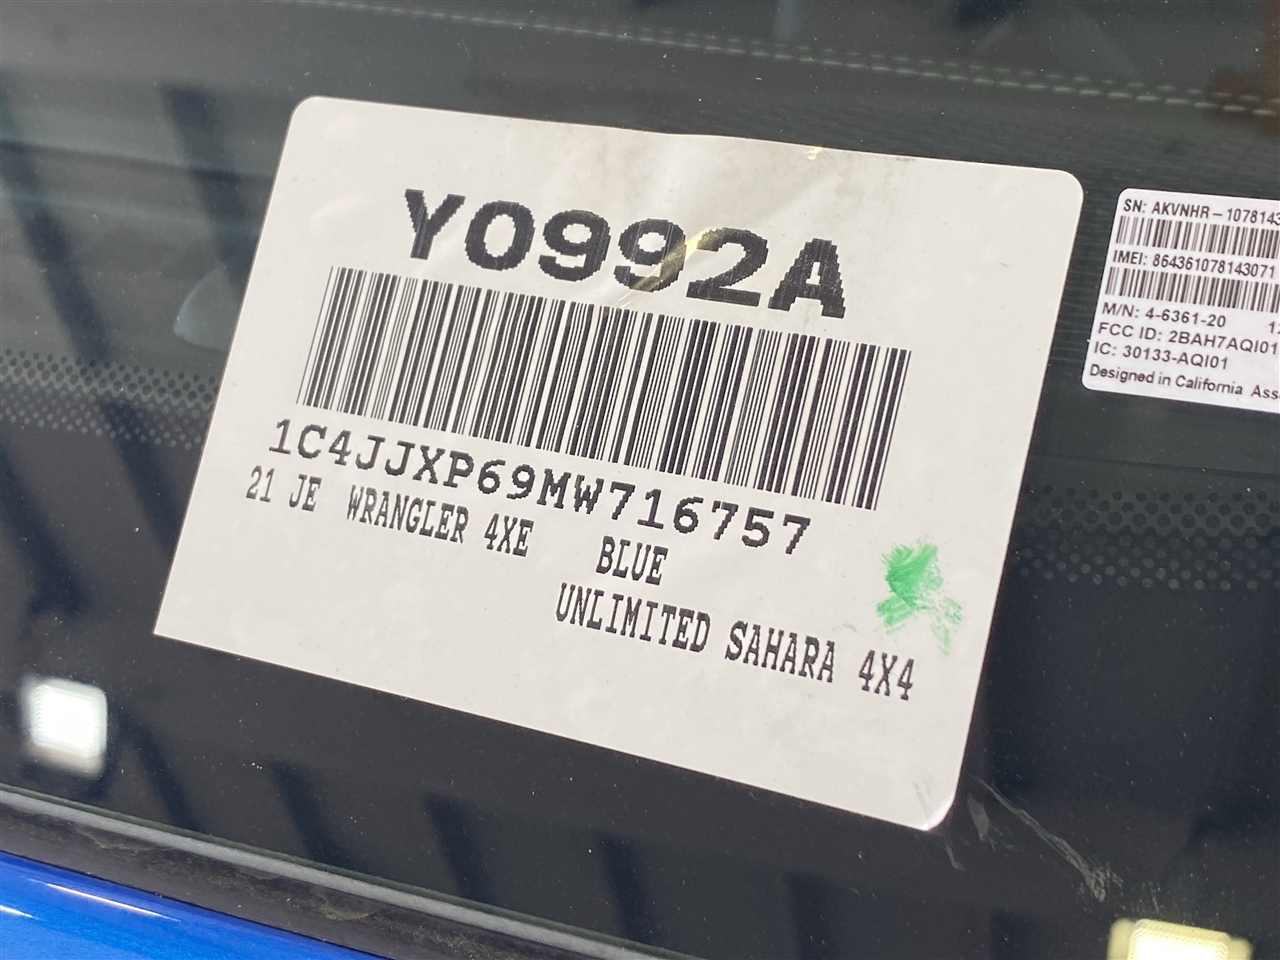 Y0992A
1C4JJXP69MW716757
21 JE WRANGLER 4XE BLUE
UNLIMITED SAHARA 4X4
SN: AKVNHR-1078143
IMEI: 864361078143071
M/N: 4-6361-20
FCC ID: 2BAH7AQI01
IC: 30133-AQI01
Designed in California